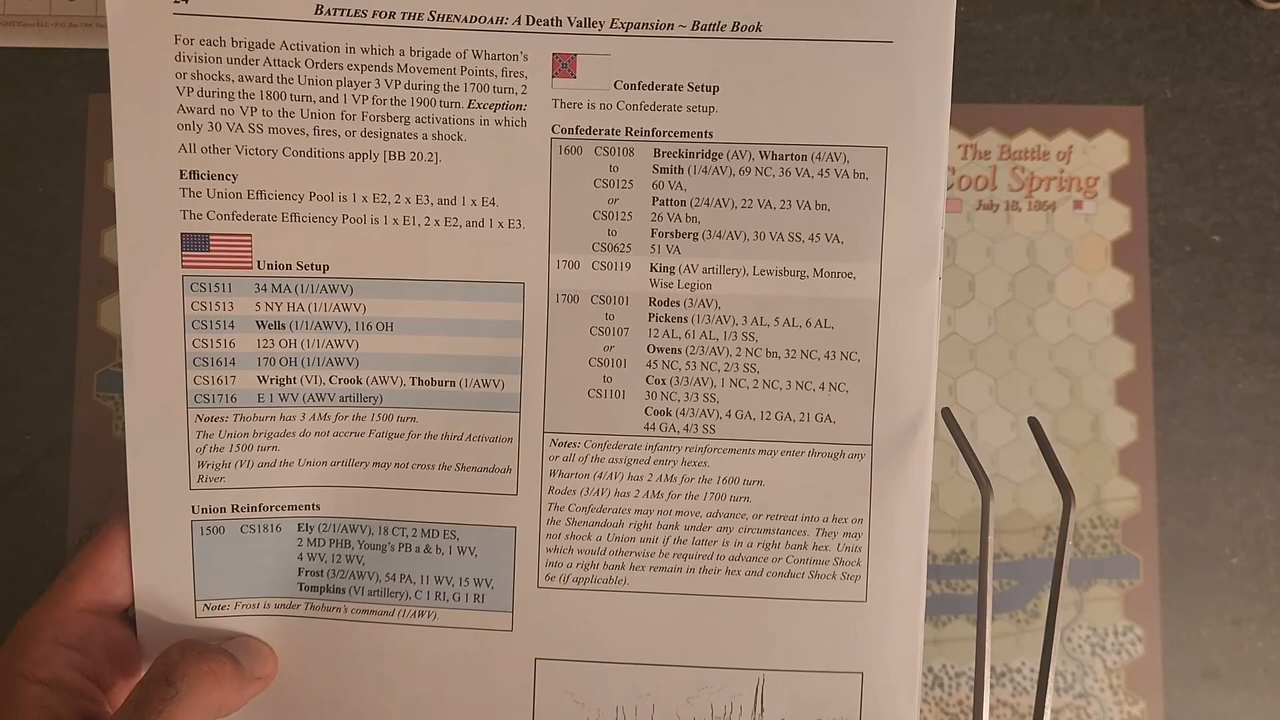 BATTLES FOR THE SHENADOAH: A Death Valley Expansion ~ Battle Book
For each brigade Activation in which a brigade of Wharton's
division under Attack Orders expends Movement Points, fires,
or shocks, award the Union player 3 VP during the 1700 turn, 2
VP during the 1800 turn, and 1 VP for the 1900 turn. Exception:
Award no VP to the Union for Forsberg activations in which
only 30 VA SS moves, fires, or designates a shock.
All other Victory Conditions apply [BB 20.2].
Efficiency
The Union Efficiency Pool is 1 x E2, 2 x E3, and 1 x E4.
The Confederate Efficiency Pool is 1 x E1, 2 x E2, and 1 x E3.
Union Setup
CS1511 34 MA (1/1/AWV)
CS1513 5 NY HA (1/1/AWV)
CS1514 Wells (1/1/AWV), 116 OH
CS1516 123 OH (1/1/AWV)
CS1614 170 OH (1/1/AWV)
CS1617 Wright (VI), Crook (AWV), Thoburn (1/AWV)
CS1716 E 1 WV (AWV artillery)
Notes: Thoburn has 3 AMs for the 1500 turn.
The Union brigades do not accrue Fatigue for the third Activation
of the 1500 turn.
Wright (VI) and the Union artillery may not cross the Shenandoah
River.
Union Reinforcements
1500 CS1816 Ely (2/1/AWV), 18 CT, 2 MD ES,
2 MD PHB, Young's PB a & b, 1 WV,
4 WV, 12 WV,
Frost (3/2/AWV), 54 PA, 11 WV, 15 WV,
Tompkins (VI artillery), C 1 RI, G 1 RI
Note: Frost is under Thoburn's command (1/AWV).
Confederate Setup
There is no Confederate setup.
Confederate Reinforcements
1600 CS0108 Breckinridge (AV), Wharton (4/AV),
to Smith (1/4/AV), 69 NC, 36 VA, 45 VA bn,
CS0125 60 VA,
or Patton (2/4/AV), 22 VA, 23 VA bn,
CS0125 26 VA bn,
to Forsberg (3/4/AV), 30 VA SS, 45 VA,
CS0625 51 VA
1700 CS0119 King (AV artillery), Lewisburg, Monroe,
Wise Legion
1700 CS0101 Rodes (3/AV),
to Pickens (1/3/AV), 3 AL, 5 AL, 6 AL,
CS0107 12 AL, 61 AL, 1/3 SS,
or Owens (2/3/AV), 2 NC bn, 32 NC, 43 NC,
CS0101 45 NC, 53 NC, 2/3 SS,
to Cox (3/3/AV), 1 NC, 2 NC, 3 NC, 4 NC,
CS1101 30 NC, 3/3 SS,
Cook (4/3/AV), 4 GA, 12 GA, 21 GA,
44 GA, 4/3 SS
Notes: Confederate infantry reinforcements may enter through any
or all of the assigned entry hexes.
Wharton (4/AV) has 2 AMs for the 1600 turn.
Rodes (3/AV) has 2 AMs for the 1700 turn.
The Confederates may not move, advance, or retreat into a hex on
the Shenandoah right bank under any circumstances. They may
not shock a Union unit if the latter is in a right bank hex. Units
which would otherwise be required to advance or Continue Shock
into a right bank hex remain in their hex and conduct Shock Step
6e (if applicable).
The Battle of
Cool Spring
July 18, 1864